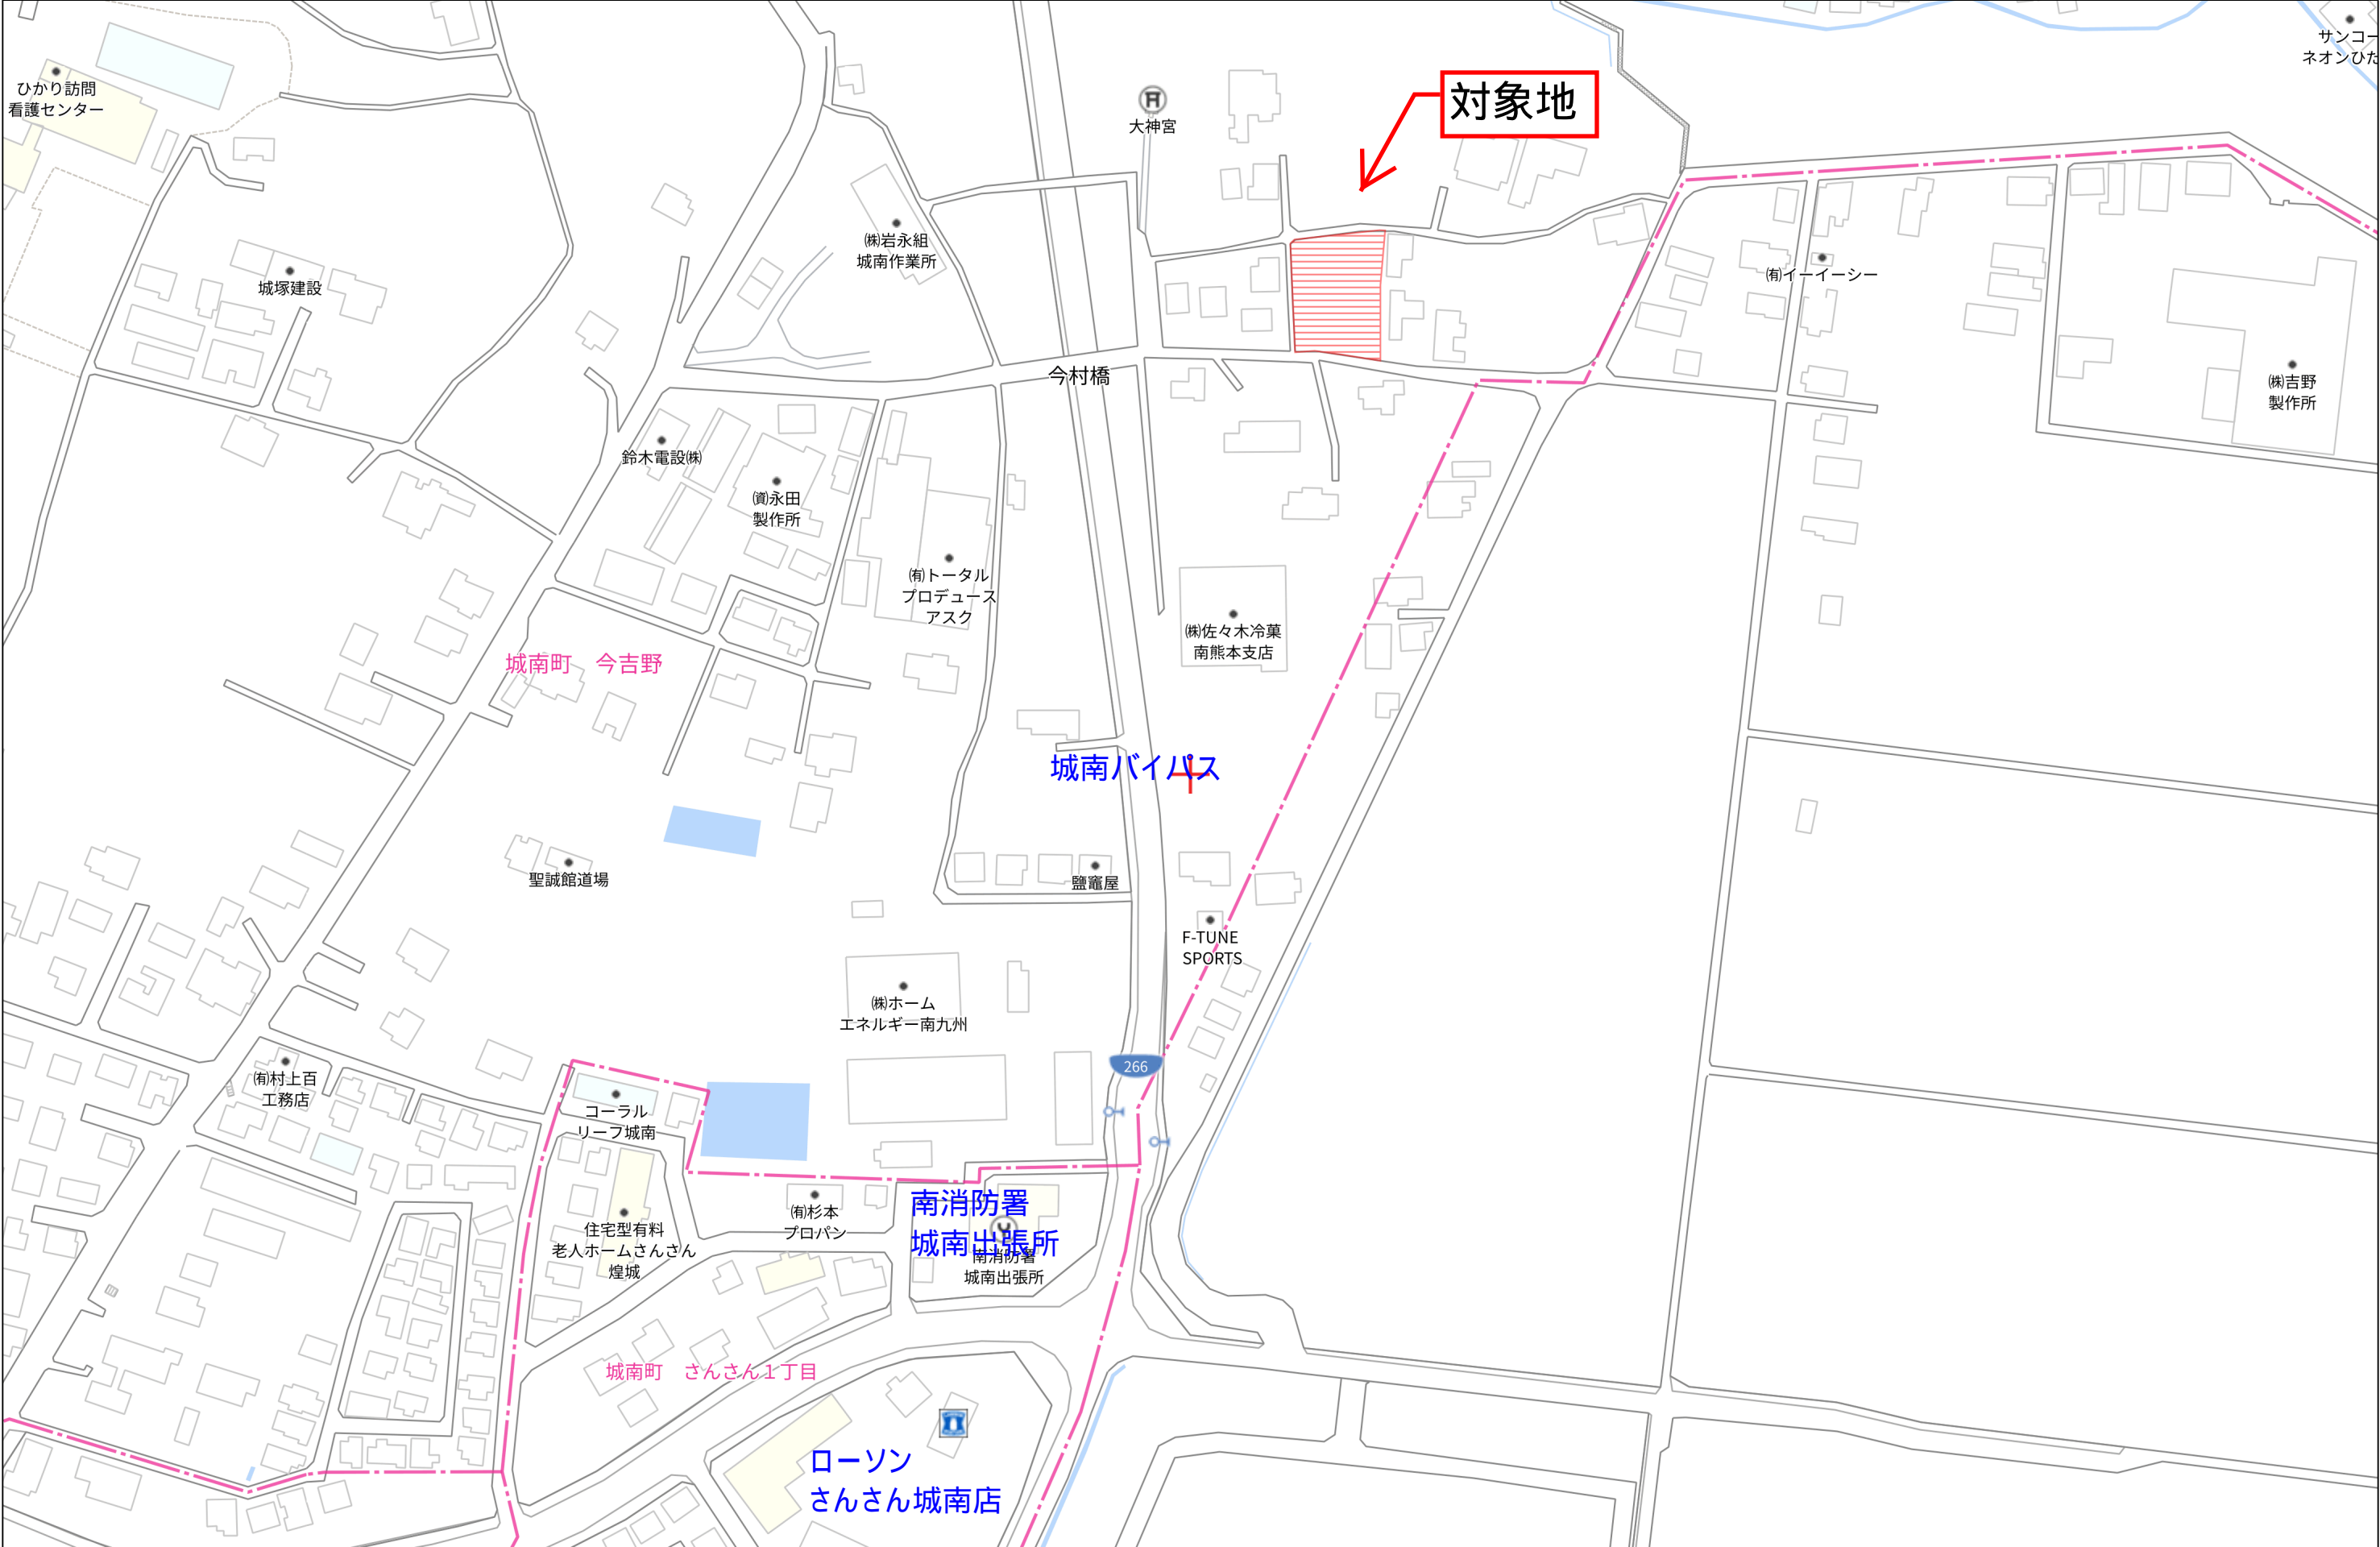 サンコー
ネオンひた
ひかり訪問
看護センター
対象地
大神宮
㈱岩永組
城南作業所
城塚建設
㈲イーイーシー
今村橋
㈱吉野
製作所
鈴木電設㈱
㈾永田
製作所
㈲トータル
プロデュース
アスク
㈱佐々木冷菓
南熊本支店
城南町　今吉野
城南バイパス
聖誠館道場
鹽竈屋
F-TUNE
SPORTS
㈱ホーム
エネルギー南九州
266
㈲村上百
工務店
コーラル
リーフ城南
南消防署
城南出張所
㈲杉本
プロパン
住宅型有料
老人ホームさんさん
煌城
南消防署
城南出張所
城南町　さんさん１丁目
ローソン
さんさん城南店